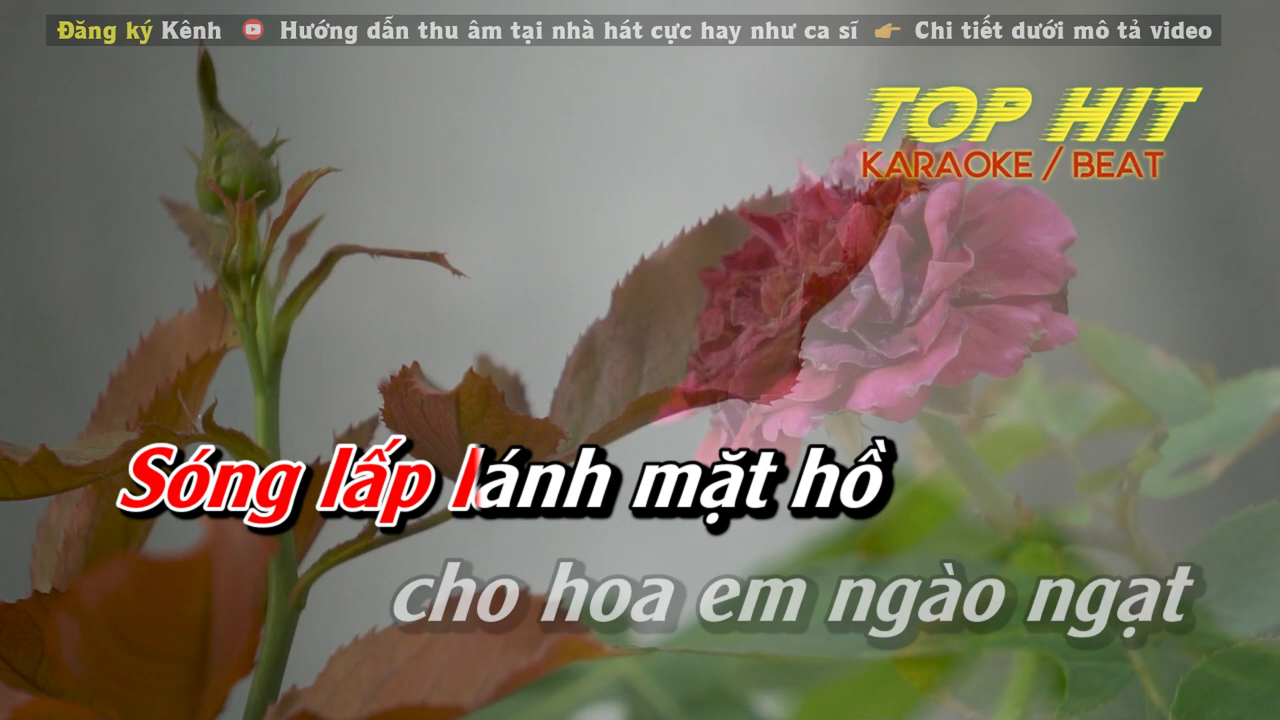 Đăng ký Kênh Hướng dẫn thu âm tại nhà hát cực hay như ca sí Chi tiết dưới mô tả video
TOP HIT
KARAOKE / BEAT
Sóng lấp lánh mặt hồ
cho hoa em ngào ngạt